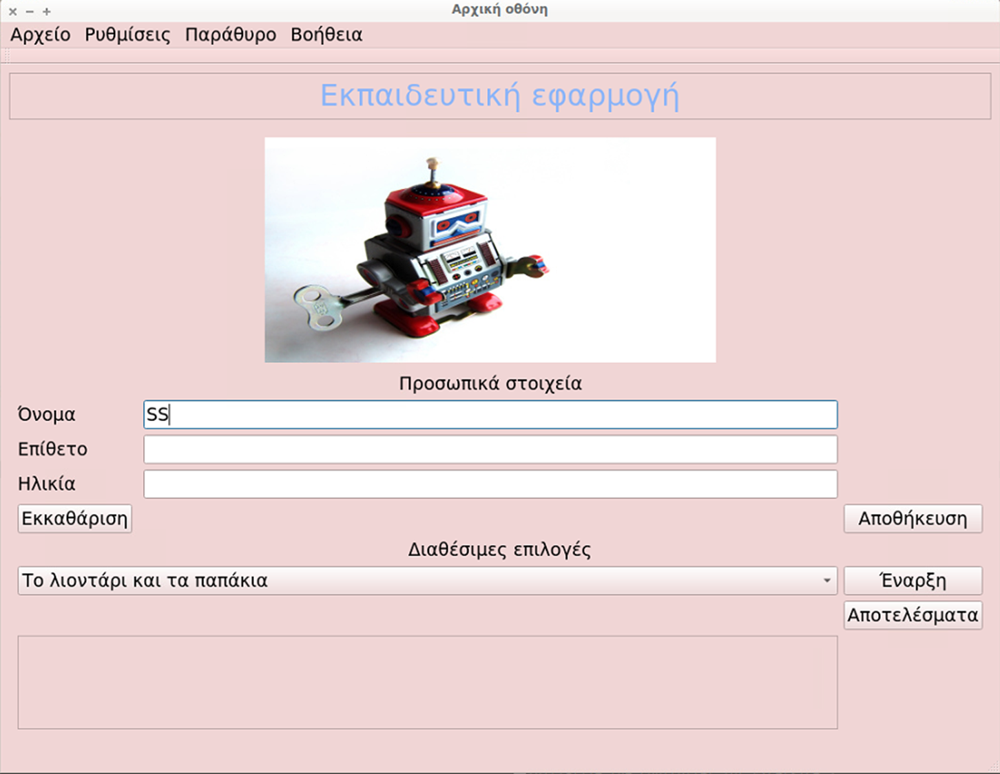 Αρχική οθόνη
Αρχείο Ρυθμίσεις Παράθυρο Βοήθεια
Εκπαιδευτική εφαρμογή
Προσωπικά στοιχεία
Όνομα SS
Επίθετο
Ηλικία
Εκκαθάριση Αποθήκευση
Διαθέσιμες επιλογές
Το λιοντάρι και τα παπάκια Έναρξη
Αποτελέσματα